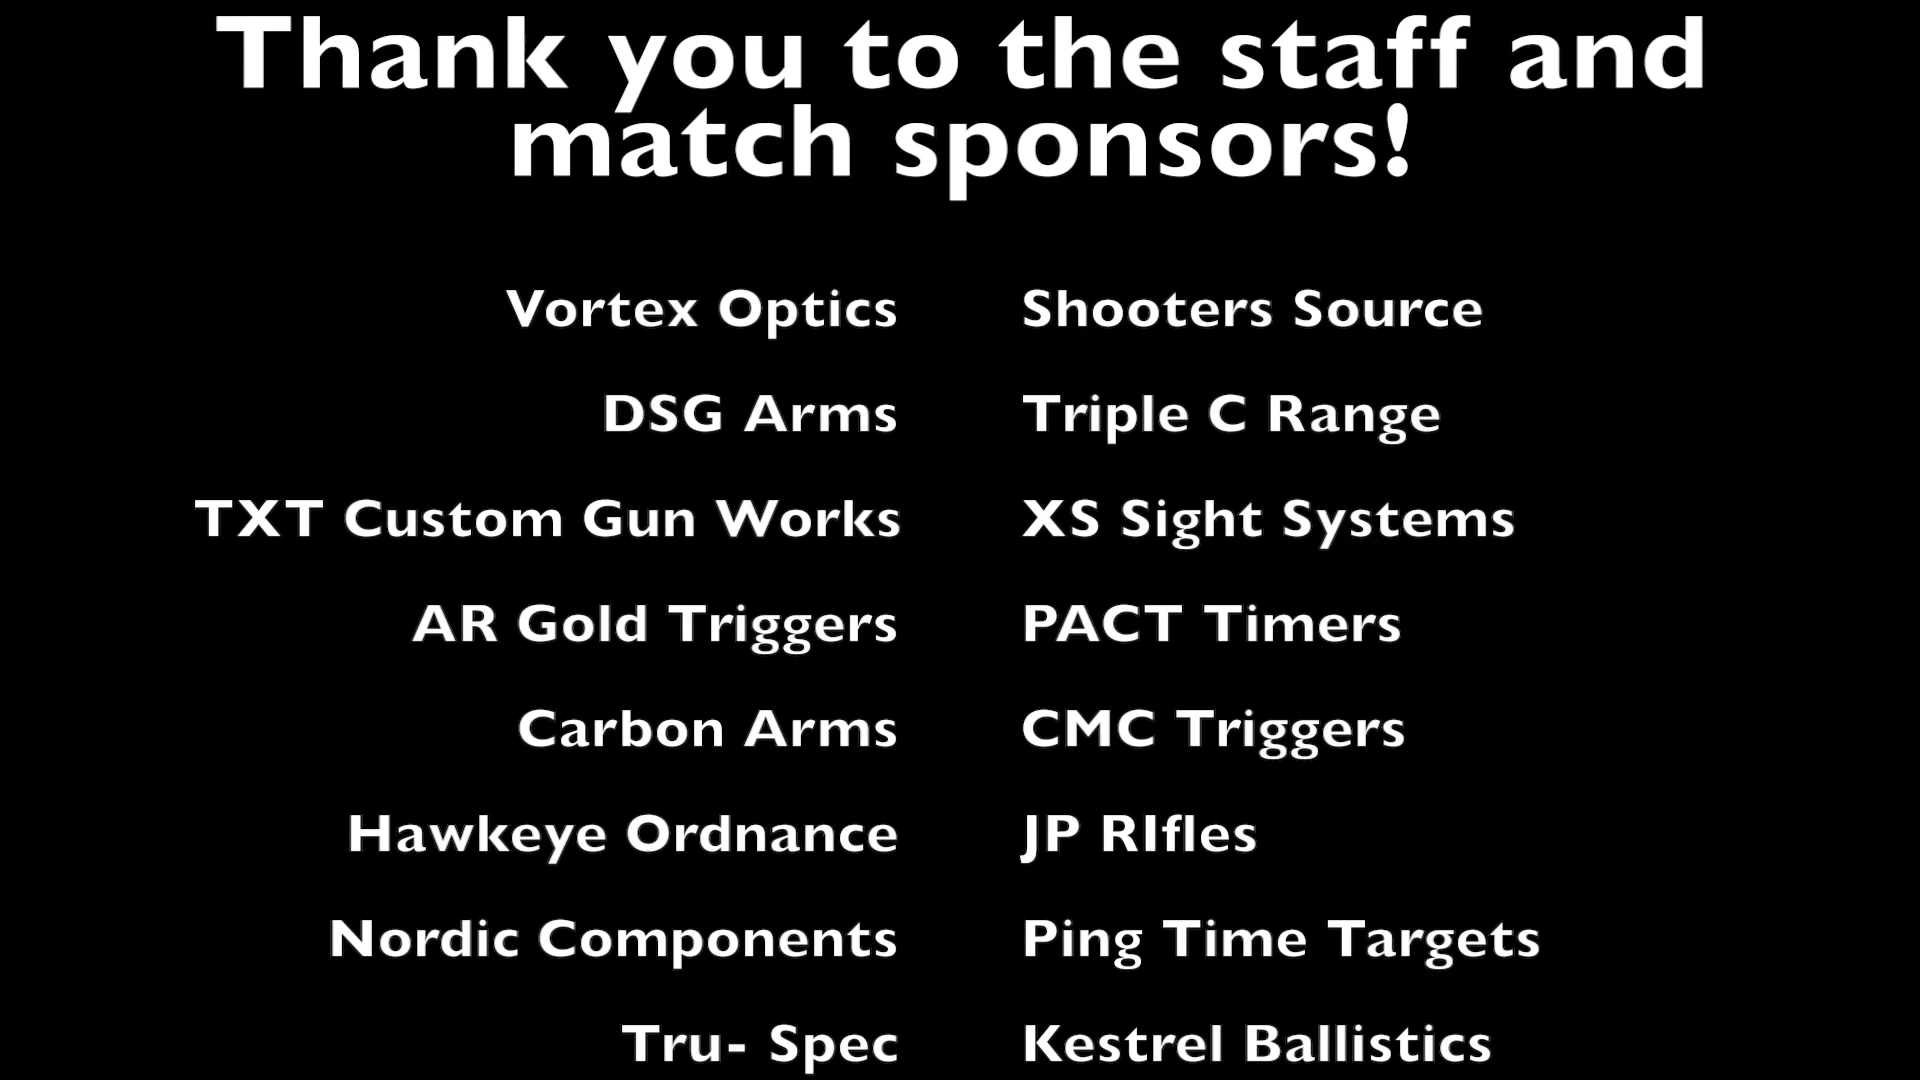 Thank you to the staff and
match sponsors!
Vortex Optics Shooters Source
DSG Arms Triple C Range
TXT Custom Gun Works XS Sight Systems
AR Gold Triggers PACT Timers
Carbon Arms CMC Triggers
Hawkeye Ordnance JP RIfles
Nordic Components Ping Time Targets
Tru- Spec Kestrel Ballistics